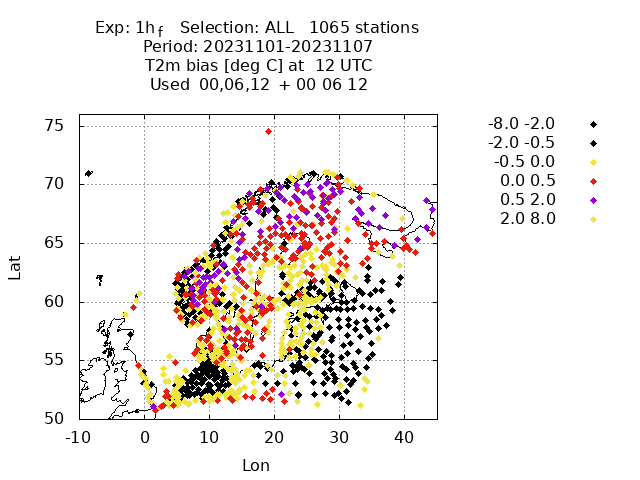 Exp: 1h_f   Selection: ALL   1065 stations
Period: 20231101-20231107
T2m bias [deg C] at  12 UTC
Used  00,06,12  + 00 06 12
-8.0 -2.0
-2.0 -0.5
-0.5 0.0
0.0 0.5
0.5 2.0
2.0 8.0
75
70
65
60
55
50
Lat
-10 0 10 20 30 40
Lon